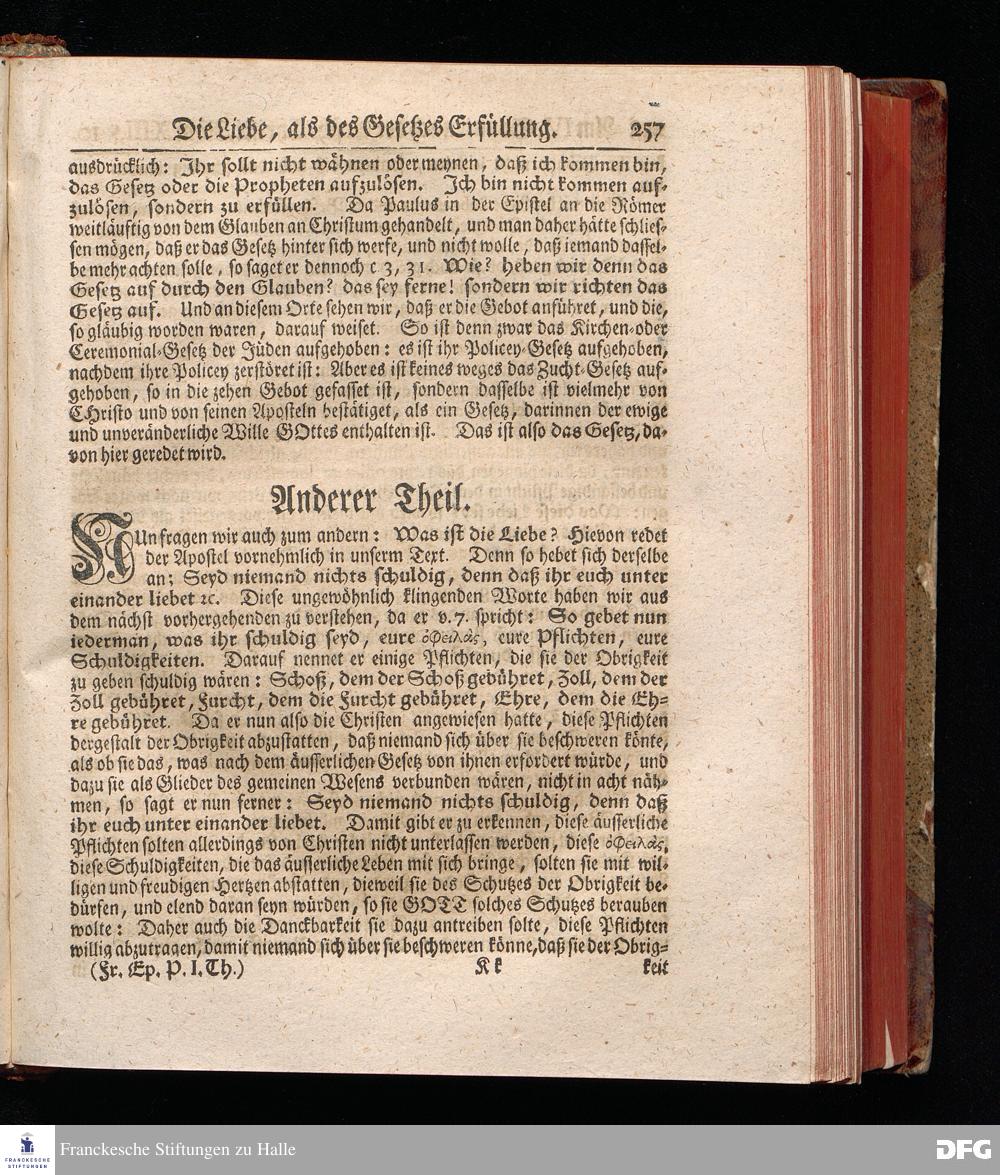 Die Liebe, als des Gesetzes Erfüllung. 257
ausdrücklich: Ihr sollt nicht wähnen oder meynen, daß ich kommen bin,
das Gesetz oder die Propheten aufzulösen. Ich bin nicht kommen auf-
zulösen, sondern zu erfüllen. Da Paulus in der Epistel an die Römer
weitläuftig von dem Glauben an Christum gehandelt, und man daher hätte schlies-
sen mögen, daß er das Gesetz hinter sich werfe, und nicht wolle, daß iemand dassel-
be mehr achten solle, so saget er dennoch c 3, 31. Wie? heben wir denn das
Gesetz auf durch den Glauben? das sey ferne! sondern wir richten das
Gesetz auf. Und an diesem Orte sehen wir, daß er die Gebot anführet, und die,
so gläubig worden waren, darauf weiset. So ist denn zwar das Kirchen- oder
Ceremonial-Gesetz der Jüden aufgehoben: es ist ihr Policey-Gesetz aufgehoben,
nachdem ihre Policey zerstöret ist: Aber es ist keines weges das Zucht-Gesetz auf-
gehoben, so in die zehen Gebot gefasset ist, sondern dasselbe ist vielmehr von
CHristo und von seinen Aposteln bestätiget, als ein Gesetz, darinnen der ewige
und unveränderliche Wille GOttes enthalten ist. Das ist also das Gesetz, da-
von hier geredet wird.
Anderer Theil.
NUn fragen wir auch zum andern: Was ist die Liebe? Hievon redet
der Apostel vornehmlich in unserm Text. Denn so hebet sich derselbe
an; Seyd niemand nichts schuldig, denn daß ihr euch unter
einander liebet ꝛc. Diese ungewöhnlich klingenden Worte haben wir aus
dem nächst vorhergehenden zu verstehen, da er v. 7. spricht: So gebet nun
iederman, was ihr schuldig seyd, eure ὀφειλὰς, eure Pflichten, eure
Schuldigkeiten. Darauf nennet er einige Pflichten, die sie der Obrigkeit
zu geben schuldig wären: Schoß, dem der Schoß gebühret, Zoll, dem der
Zoll gebühret, Furcht, dem die Furcht gebühret, Ehre, dem die Eh-
re gebühret. Da er nun also die Christen angewiesen hatte, diese Pflichten
dergestalt der Obrigkeit abzustatten, daß niemand sich über sie beschweren könte,
als ob sie das, was nach dem äusserlichen Gesetz von ihnen erfordert würde, und
dazu sie als Glieder des gemeinen Wesens verbunden wären, nicht in acht näh-
men, so sagt er nun ferner: Seyd niemand nichts schuldig, denn daß
ihr euch unter einander liebet. Damit gibt er zu erkennen, diese äusserliche
Pflichten solten allerdings von Christen nicht unterlassen werden, diese ὀφειλὰς,
diese Schuldigkeiten, die das äusserliche Leben mit sich bringe, solten sie mit wil-
ligen und freudigen Hertzen abstatten, dieweil sie des Schutzes der Obrigkeit be-
dürfen, und elend daran seyn würden, so sie GOTT solches Schutzes berauben
wolte: Daher auch die Danckbarkeit sie dazu antreiben solte, diese Pflichten
willig abzutragen, damit niemand sich über sie beschweren könne, daß sie der Obrig-
(Fr. Ep. P. I. Th.) Kk keit
FRANCKESCHE
STIFTUNGEN
Franckesche Stiftungen zu Halle
DFG